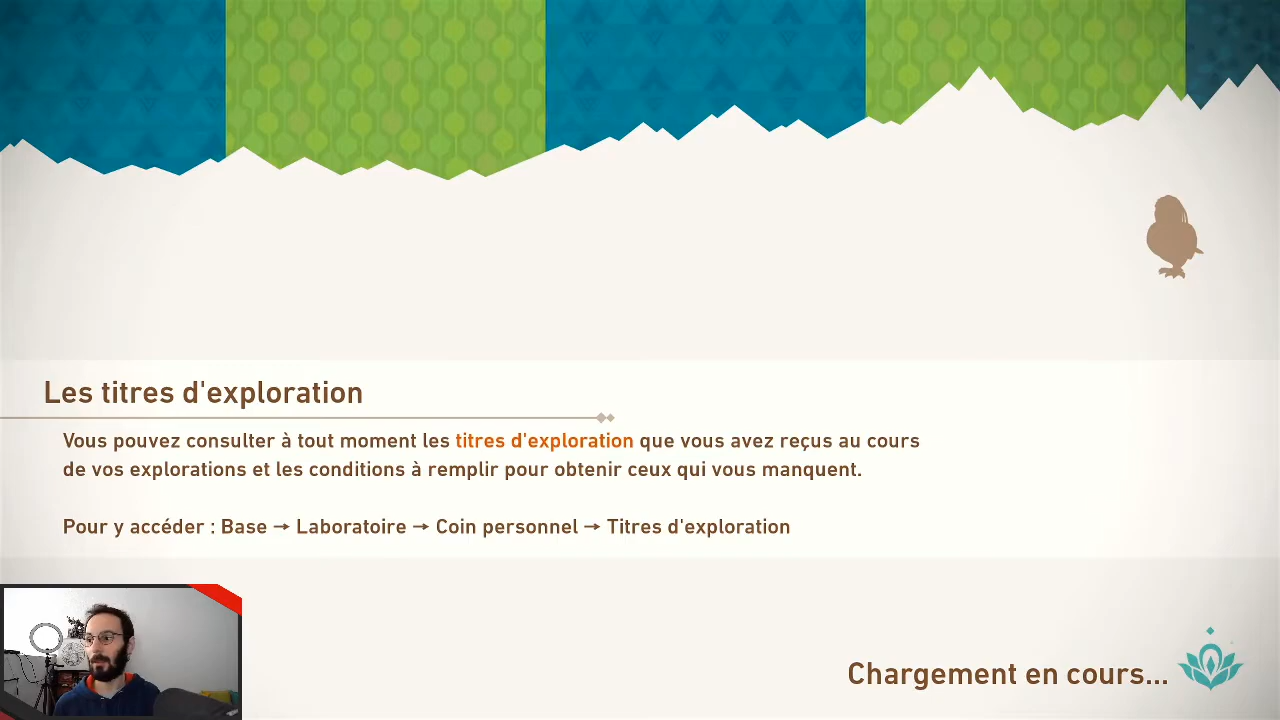 Les titres d'exploration
Vous pouvez consulter à tout moment les titres d'exploration que vous avez reçus au cours
de vos explorations et les conditions à remplir pour obtenir ceux qui vous manquent.
Pour y accéder : Base → Laboratoire → Coin personnel → Titres d'exploration
Chargement en cours...